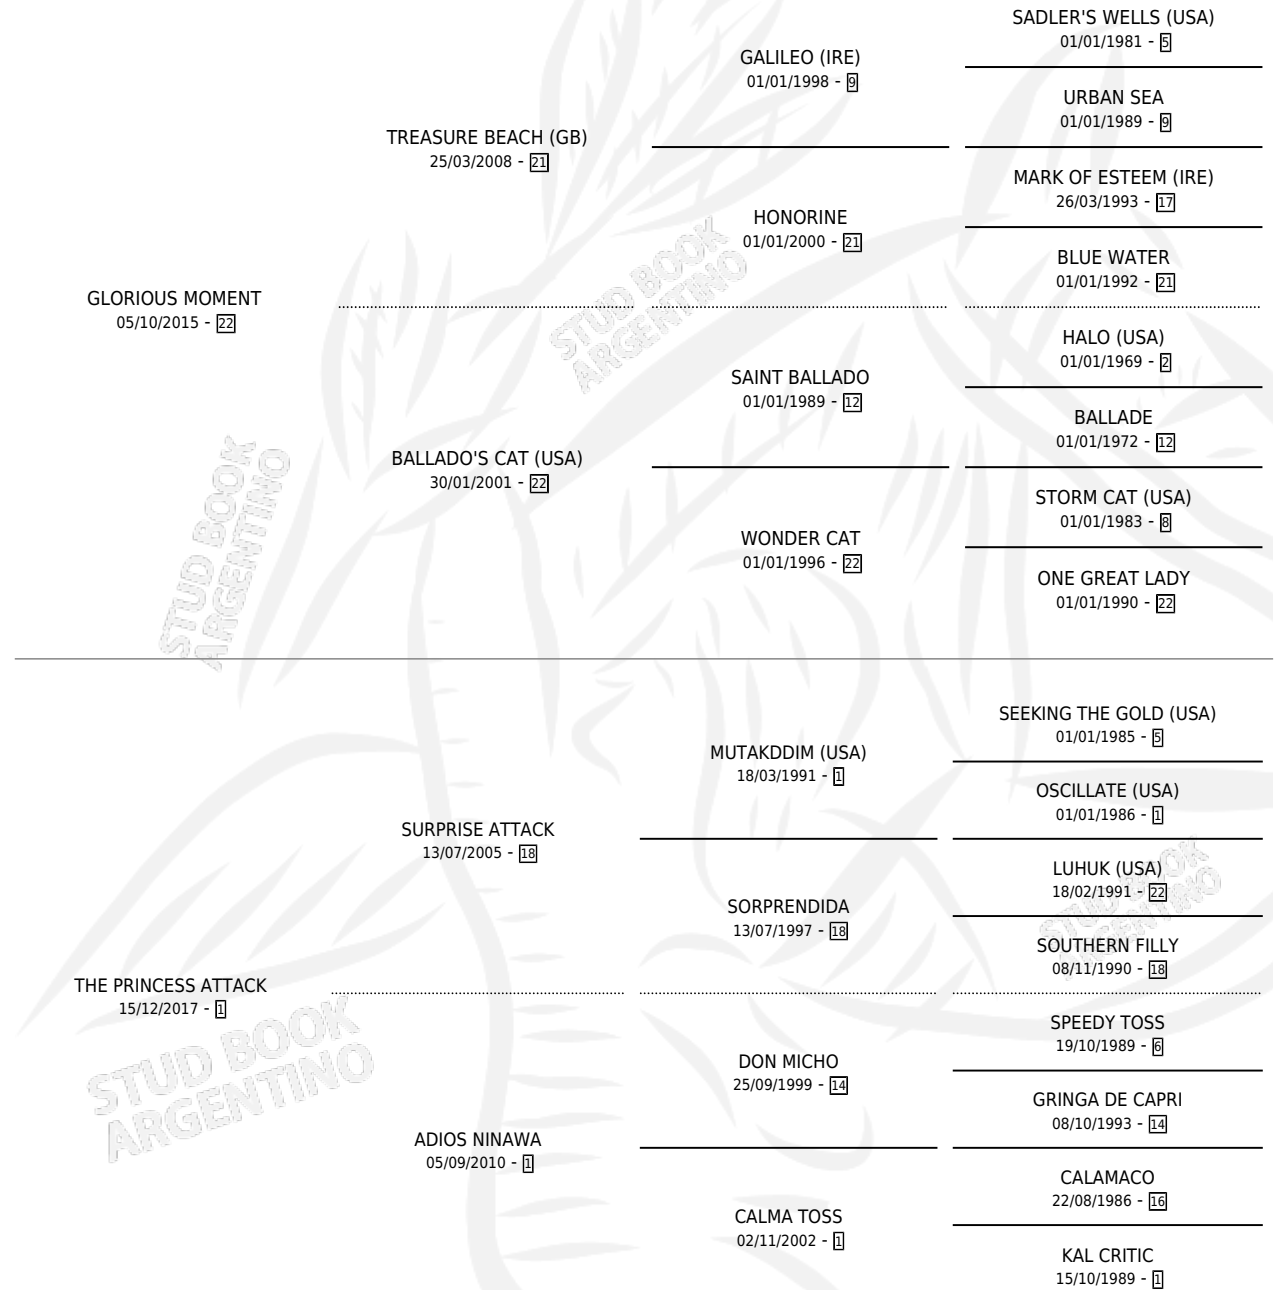 SADLER'S WELLS (USA)
01/01/1981 - 5
GALILEO (IRE)
01/01/1998 - 9
URBAN SEA
01/01/1989 - 9
TREASURE BEACH (GB)
25/03/2008 - 21
MARK OF ESTEEM (IRE)
26/03/1993 - 17
HONORINE
01/01/2000 - 21
BLUE WATER
01/01/1992 - 21
GLORIOUS MOMENT
05/10/2015 - 22
HALO (USA)
01/01/1969 - 2
SAINT BALLADO
01/01/1989 - 12
BALLADE
01/01/1972 - 12
BALLADO'S CAT (USA)
30/01/2001 - 22
STORM CAT (USA)
01/01/1983 - 8
WONDER CAT
01/01/1996 - 22
ONE GREAT LADY
01/01/1990 - 22
STUD BOOK
ARGENTINO
STUD BOOK
ARGENTINO
SEEKING THE GOLD (USA)
01/01/1985 - 5
MUTAKDDIM (USA)
18/03/1991 - 1
OSCILLATE (USA)
01/01/1986 - 1
SURPRISE ATTACK
13/07/2005 - 18
LUHUK (USA)
18/02/1991 - 22
SORPRENDIDA
13/07/1997 - 18
SOUTHERN FILLY
08/11/1990 - 18
THE PRINCESS ATTACK
15/12/2017 - 1
SPEEDY TOSS
19/10/1989 - 6
DON MICHO
25/09/1999 - 14
GRINGA DE CAPRI
08/10/1993 - 14
ADIOS NINAWA
05/09/2010 - 1
CALAMACO
22/08/1986 - 16
CALMA TOSS
02/11/2002 - 1
KAL CRITIC
15/10/1989 - 1
STUD BOOK
ARGENTINO
STUD BOOK
ARGENTINO